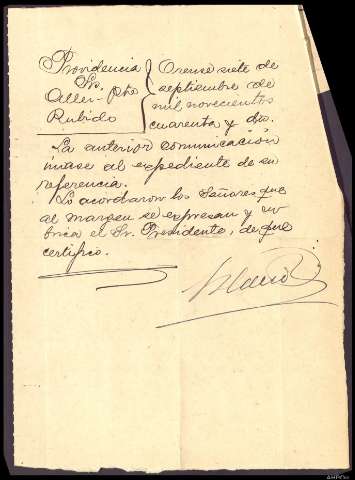 Providencia
Sr.
Aller - Pte
Rubido
Orense siete de
septiembre de
mil novecientos
cuarenta y dos.
La anterior comunicación
únase al expediente de su
referencia.
Lo acordaron los Señores que
al margen se expresan y ru
brica el Sr. Presidente, de que
certifico.